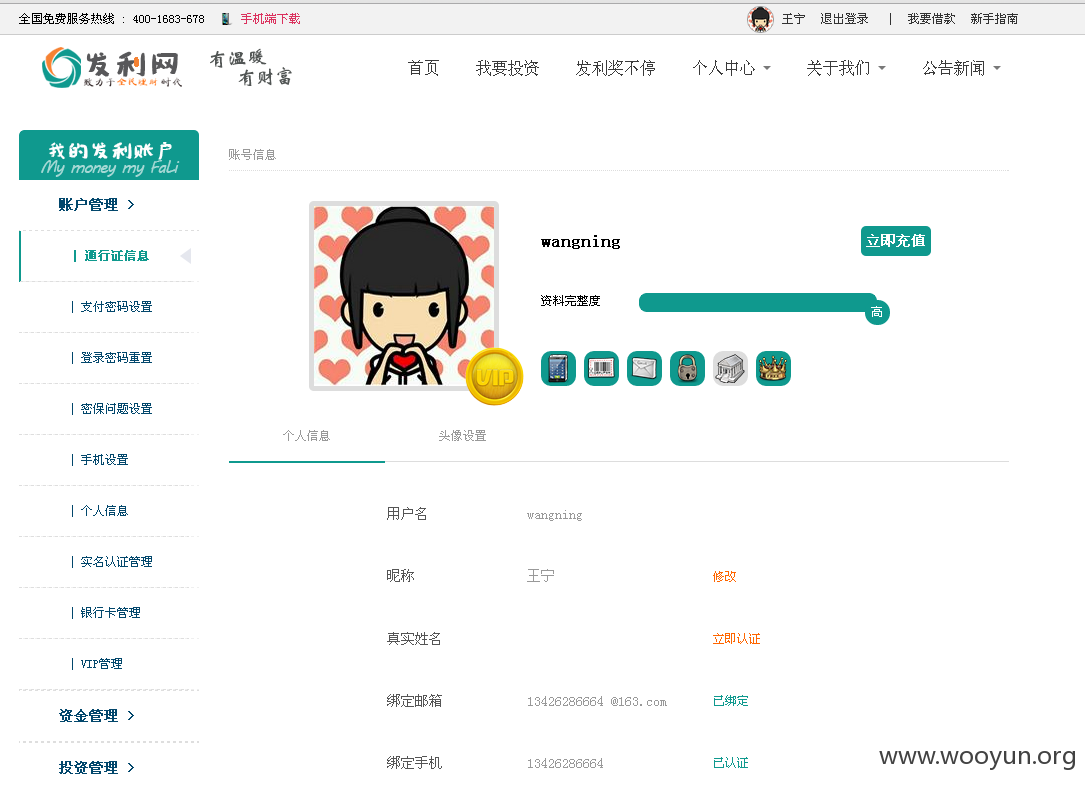 全国免费服务热线 : 400-1683-678 手机端下载 王宁 退出登录 | 我要借款 新手指南
发利网 致力于全民理财时代 有温暖 有财富 首页 我要投资 发利奖不停 个人中心 关于我们 公告新闻
我的发利账户
My money my FaLi
账户管理
| 通行证信息
| 支付密码设置
| 登录密码重置
| 密保问题设置
| 手机设置
| 个人信息
| 实名认证管理
| 银行卡管理
| VIP管理
资金管理
投资管理
账号信息
VIP
wangning 立即充值
资料完整度 高
FREE
个人信息 头像设置
用户名 wangning
昵称 王宁 修改
真实姓名 立即认证
绑定邮箱 13426286664 @163.com 已绑定
绑定手机 13426286664 已认证
www.wooyun.org